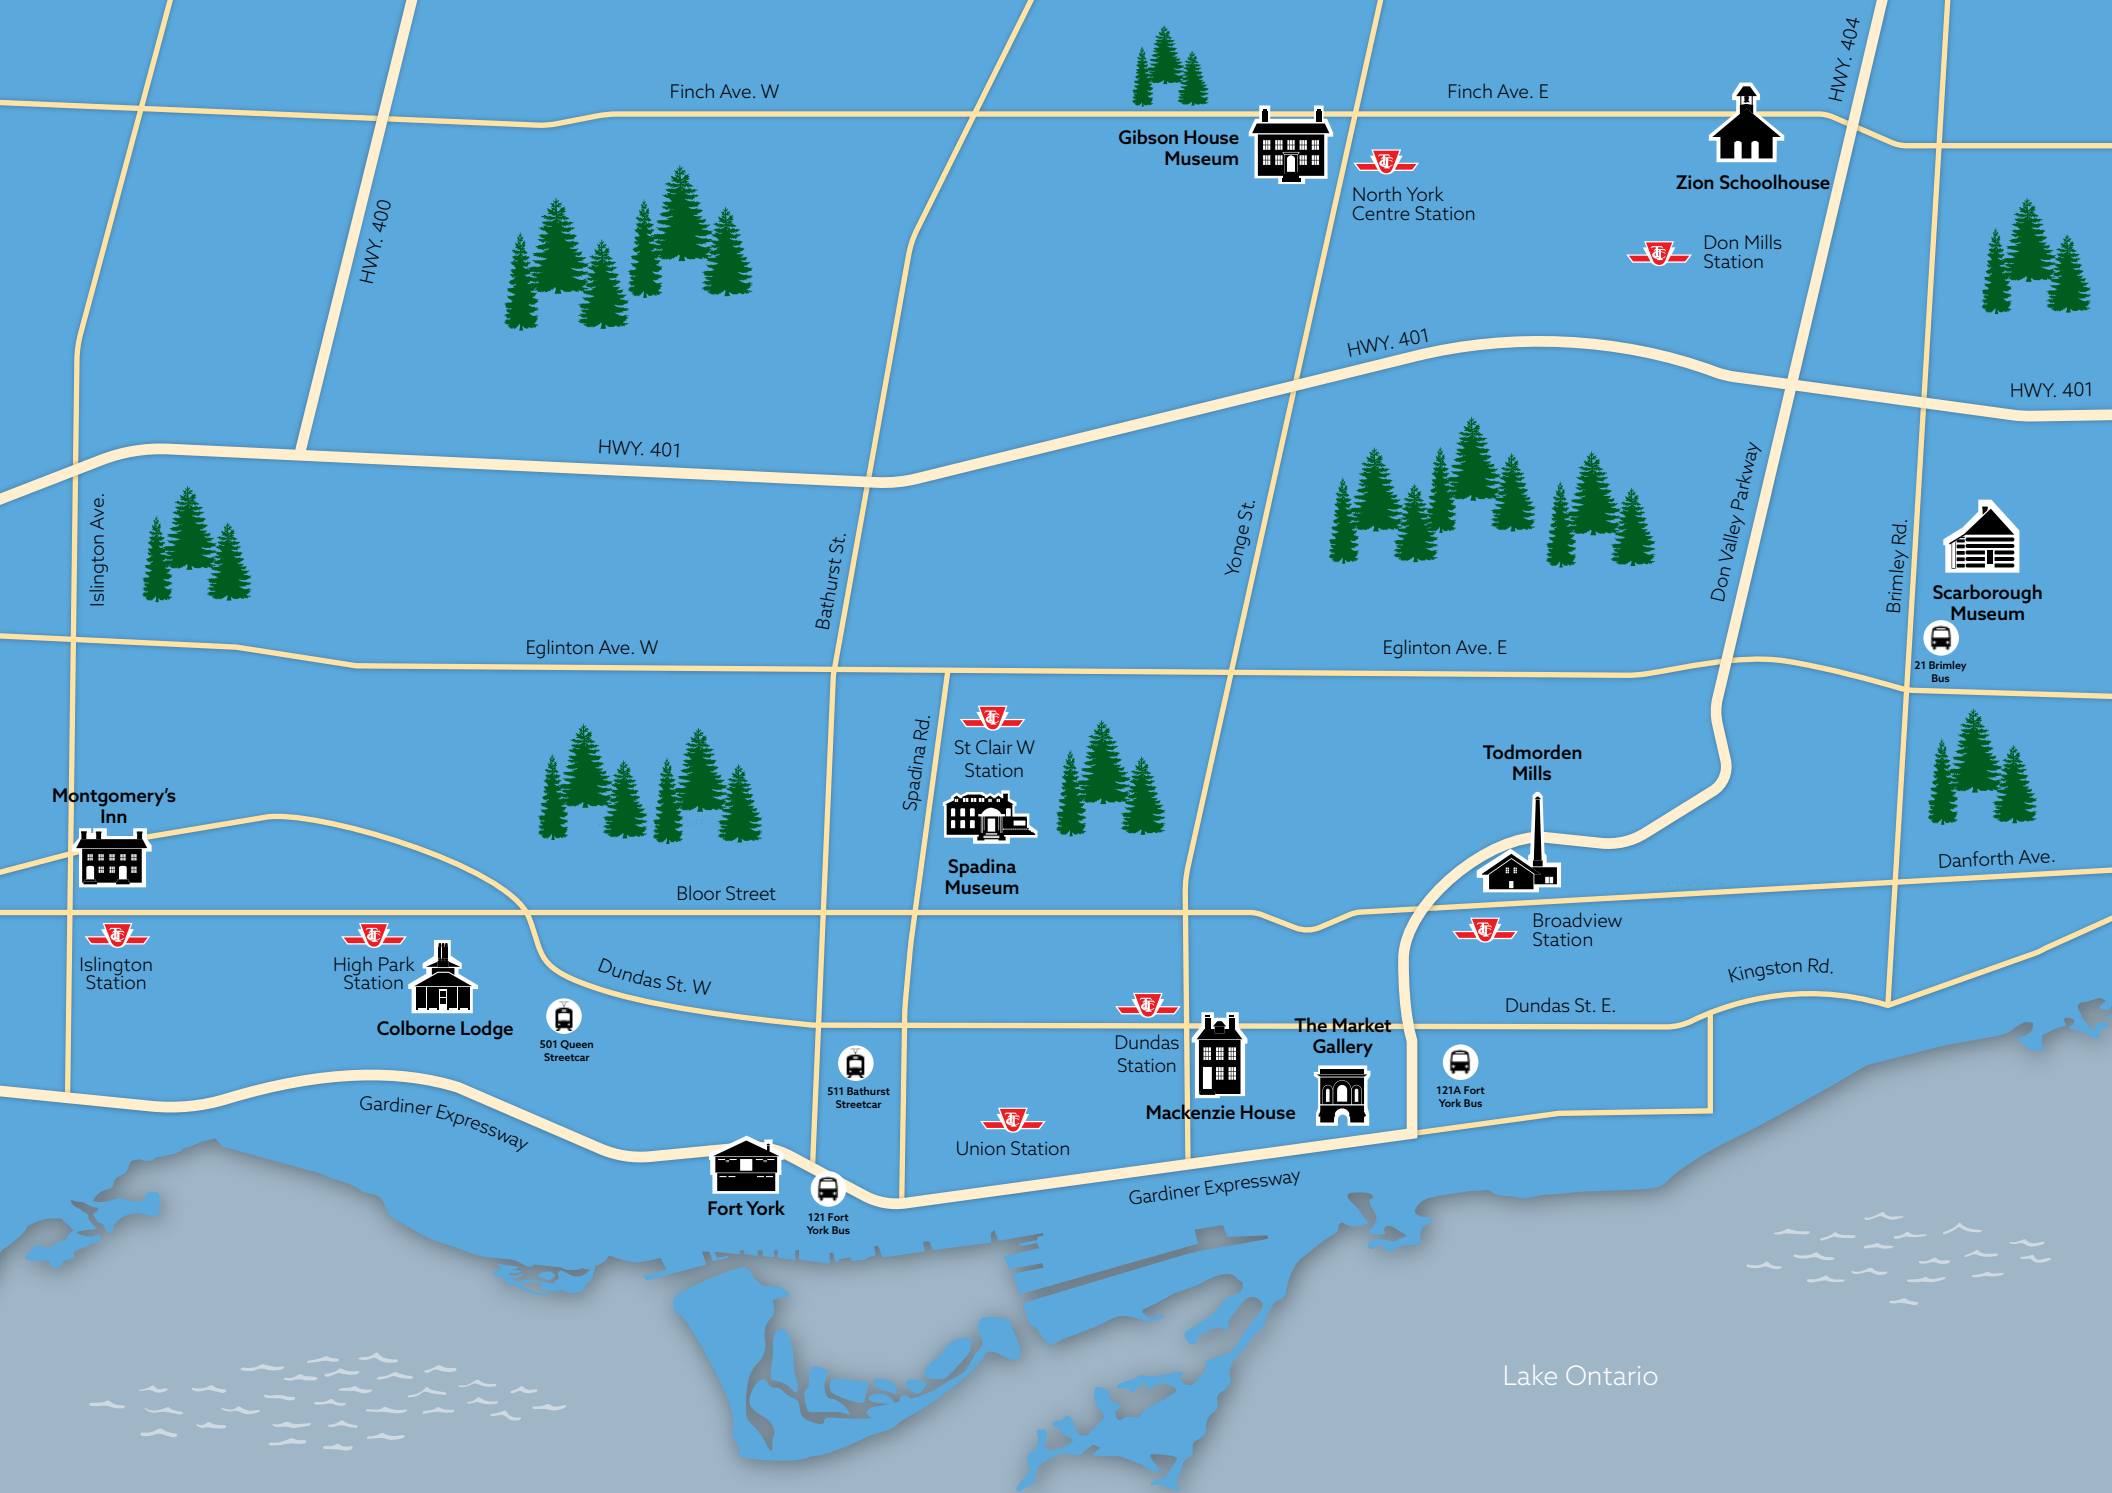 Finch Ave. W
Finch Ave. E
HWY. 404
Gibson House
Museum
Zion Schoolhouse
North York
Centre Station
Don Mills
Station
HWY. 400
HWY. 401
HWY. 401
HWY. 401
Islington Ave.
Bathurst St.
Yonge St.
Don Valley Parkway
Brimley Rd.
Scarborough
Museum
21 Brimley
Bus
Eglinton Ave. W
Eglinton Ave. E
Spadina Rd.
St Clair W
Station
Todmorden
Mills
Montgomery's
Inn
Spadina
Museum
Danforth Ave.
Bloor Street
Islington
Station
High Park
Station
Colborne Lodge
501 Queen
Streetcar
Dundas St. W
Broadview
Station
Kingston Rd.
Dundas St. E.
Dundas
Station
The Market
Gallery
511 Bathurst
Streetcar
121A Fort
York Bus
Mackenzie House
Gardiner Expressway
Union Station
Fort York
121 Fort
York Bus
Gardiner Expressway
Lake Ontario